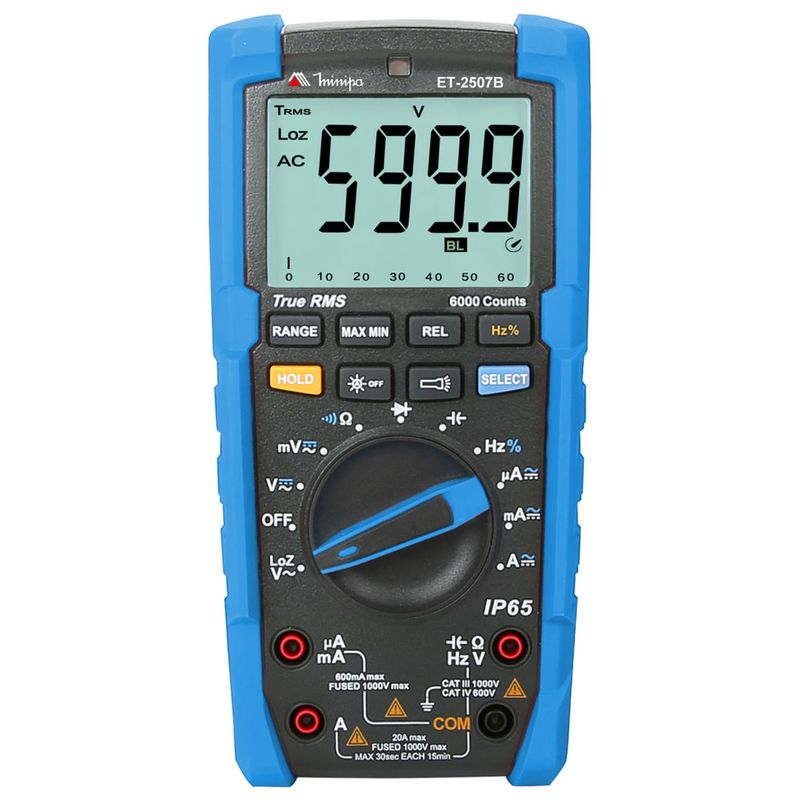 Minipa ET-2507B
TRMS V
Loz
AC
599.9
BL
0 10 20 30 40 50 60
True RMS 6000 Counts
RANGE MAX MIN REL Hz%
HOLD OFF SELECT
Ω
mV Hz%
V μA
OFF mA
LoZ A
V~
IP65
μA Ω
mA Hz V
600mA max
FUSED 1000V max
CAT III 1000V
CAT IV 600V
A COM
20A max
FUSED 1000V max
MAX 30sec EACH 15min